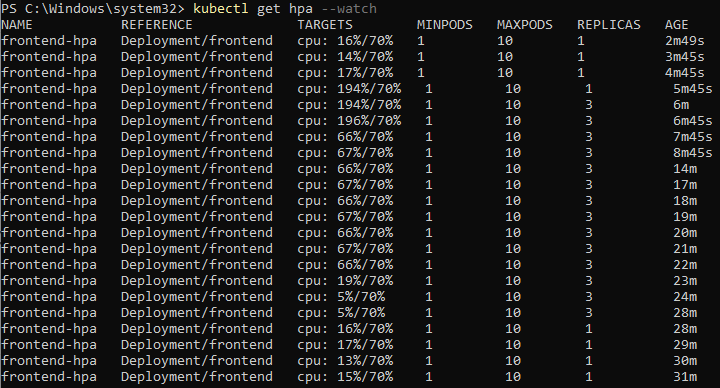 PS C:\Windows\system32> kubectl get hpa --watch
NAME REFERENCE TARGETS MINPODS MAXPODS REPLICAS AGE
frontend-hpa Deployment/frontend cpu: 16%/70% 1 10 1 2m49s
frontend-hpa Deployment/frontend cpu: 14%/70% 1 10 1 3m45s
frontend-hpa Deployment/frontend cpu: 17%/70% 1 10 1 4m45s
frontend-hpa Deployment/frontend cpu: 194%/70% 1 10 1 5m45s
frontend-hpa Deployment/frontend cpu: 194%/70% 1 10 3 6m
frontend-hpa Deployment/frontend cpu: 196%/70% 1 10 3 6m45s
frontend-hpa Deployment/frontend cpu: 66%/70% 1 10 3 7m45s
frontend-hpa Deployment/frontend cpu: 67%/70% 1 10 3 8m45s
frontend-hpa Deployment/frontend cpu: 66%/70% 1 10 3 14m
frontend-hpa Deployment/frontend cpu: 67%/70% 1 10 3 17m
frontend-hpa Deployment/frontend cpu: 66%/70% 1 10 3 18m
frontend-hpa Deployment/frontend cpu: 67%/70% 1 10 3 19m
frontend-hpa Deployment/frontend cpu: 66%/70% 1 10 3 20m
frontend-hpa Deployment/frontend cpu: 67%/70% 1 10 3 21m
frontend-hpa Deployment/frontend cpu: 66%/70% 1 10 3 22m
frontend-hpa Deployment/frontend cpu: 19%/70% 1 10 3 23m
frontend-hpa Deployment/frontend cpu: 5%/70% 1 10 3 24m
frontend-hpa Deployment/frontend cpu: 5%/70% 1 10 3 28m
frontend-hpa Deployment/frontend cpu: 16%/70% 1 10 1 28m
frontend-hpa Deployment/frontend cpu: 17%/70% 1 10 1 29m
frontend-hpa Deployment/frontend cpu: 13%/70% 1 10 1 30m
frontend-hpa Deployment/frontend cpu: 15%/70% 1 10 1 31m